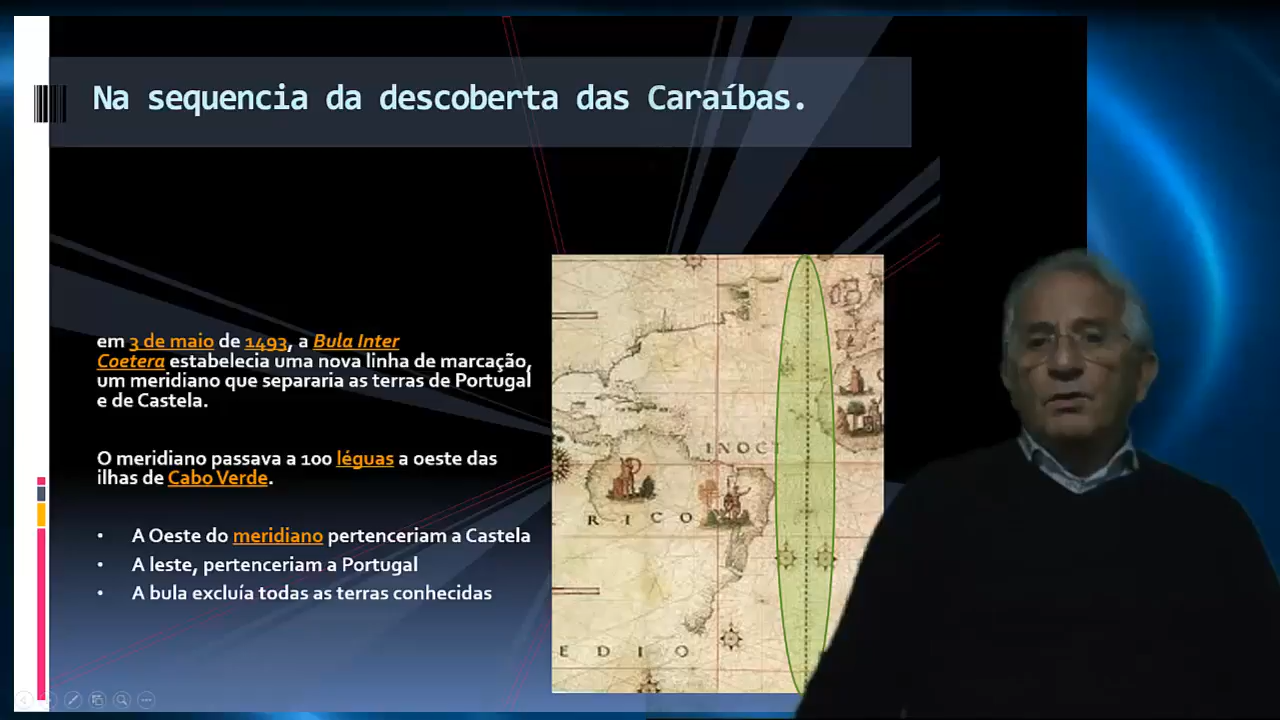 Na sequencia da descoberta das Caraíbas.
em 3 de maio de 1493, a Bula Inter
Coetera estabelecia uma nova linha de marcação,
um meridiano que separaria as terras de Portugal
e de Castela.
O meridiano passava a 100 léguas a oeste das
ilhas de Cabo Verde.
• A Oeste do meridiano pertenceriam a Castela
• A leste, pertenceriam a Portugal
• A bula excluía todas as terras conhecidas
INOCT
RICO
EDIO